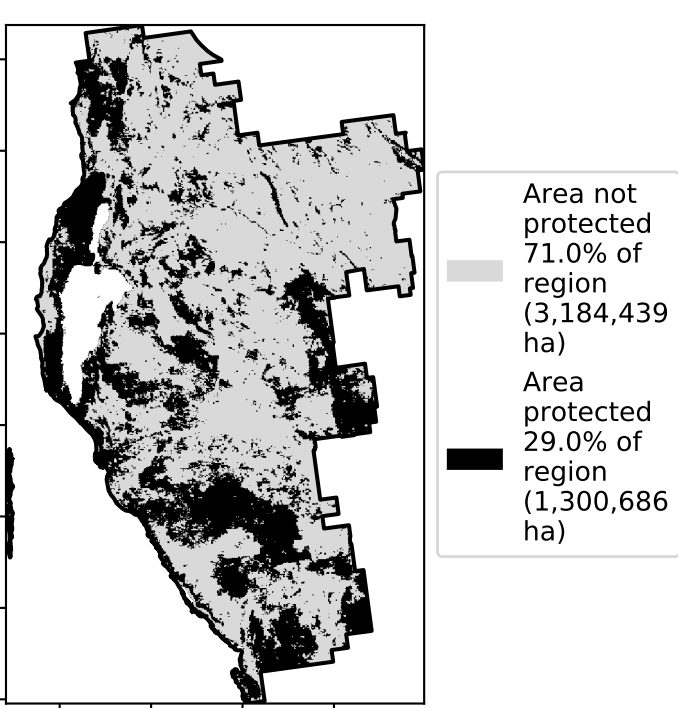 Area not
protected
71.0% of
region
(3,184,439
ha)
Area
protected
29.0% of
region
(1,300,686
ha)